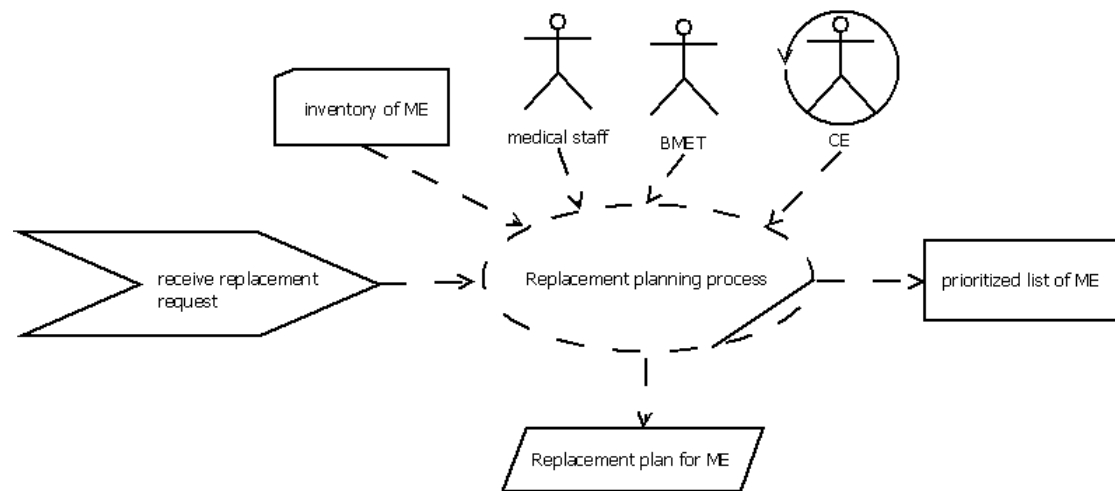 inventory of ME
medical staff
BMET
CE
receive replacement
request
Replacement planning process
prioritized list of ME
Replacement plan for ME